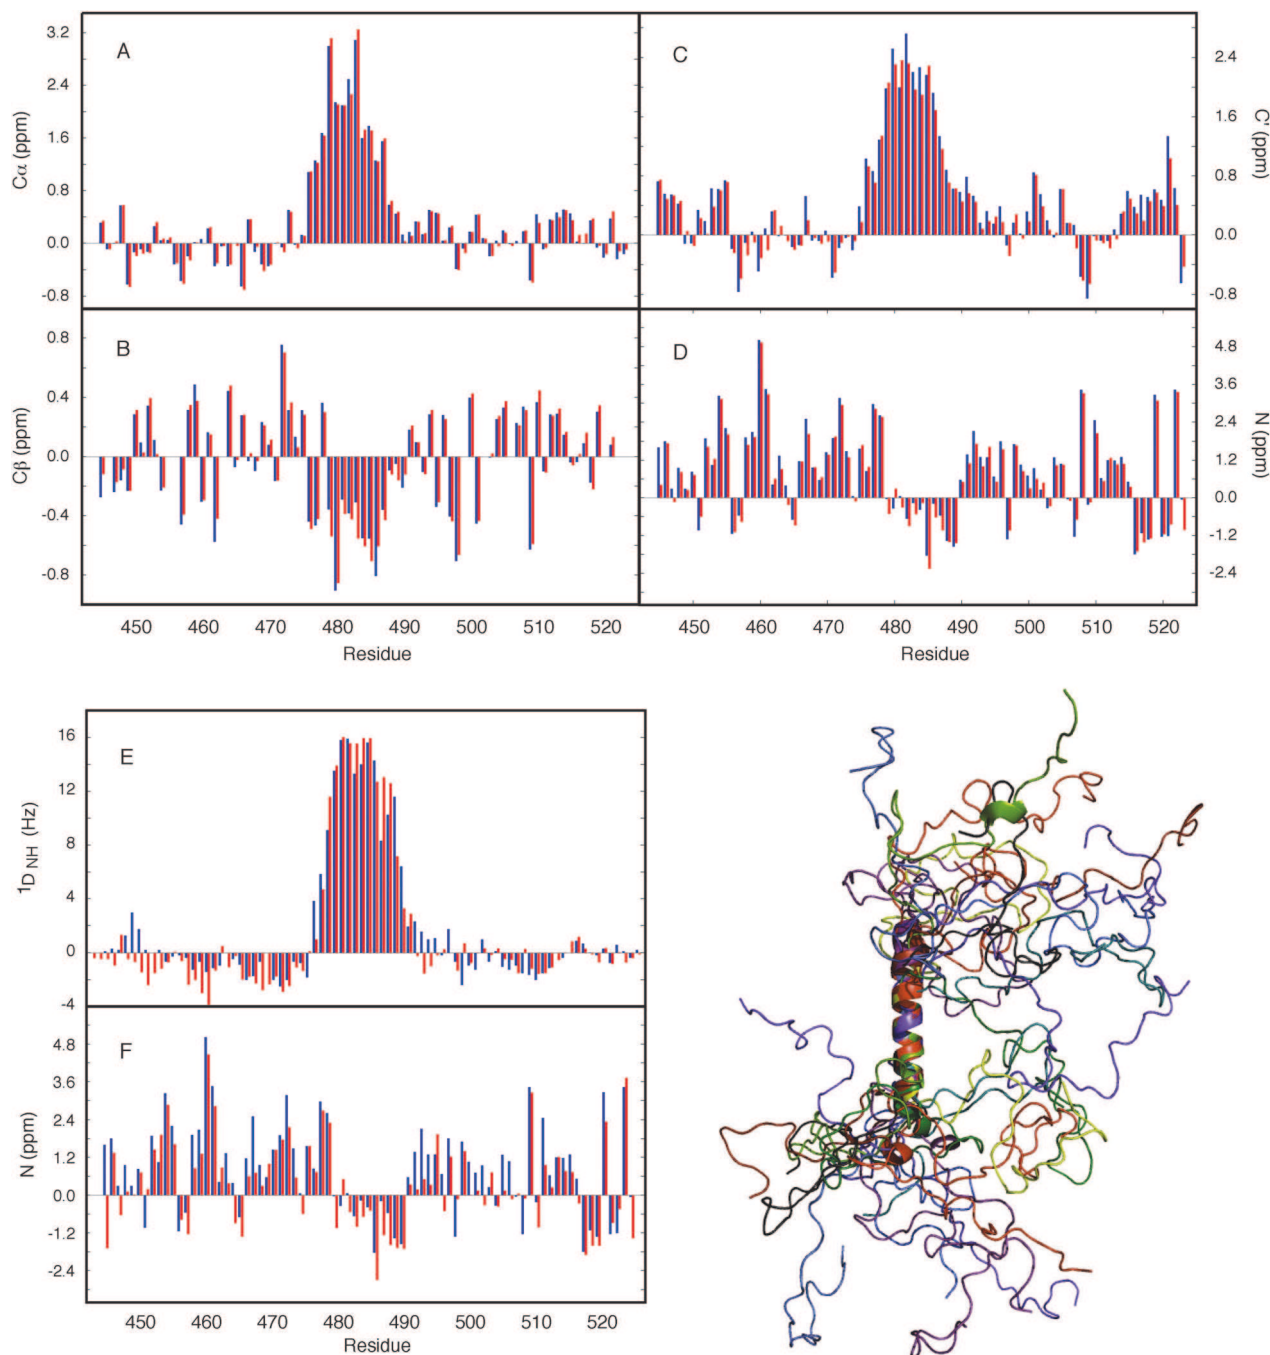 A
3.2
2.4
1.6
0.8
0.0
-0.8
Cα (ppm)
C
2.4
1.6
0.8
0.0
-0.8
C' (ppm)
B
0.8
0.4
0.0
-0.4
-0.8
Cβ (ppm)
D
4.8
3.6
2.4
1.2
0.0
-1.2
-2.4
N (ppm)
450 460 470 480 490 500 510 520
Residue
450 460 470 480 490 500 510 520
Residue
E
16
12
8
4
0
-4
1D NH (Hz)
F
4.8
3.6
2.4
1.2
0.0
-1.2
-2.4
N (ppm)
450 460 470 480 490 500 510 520
Residue